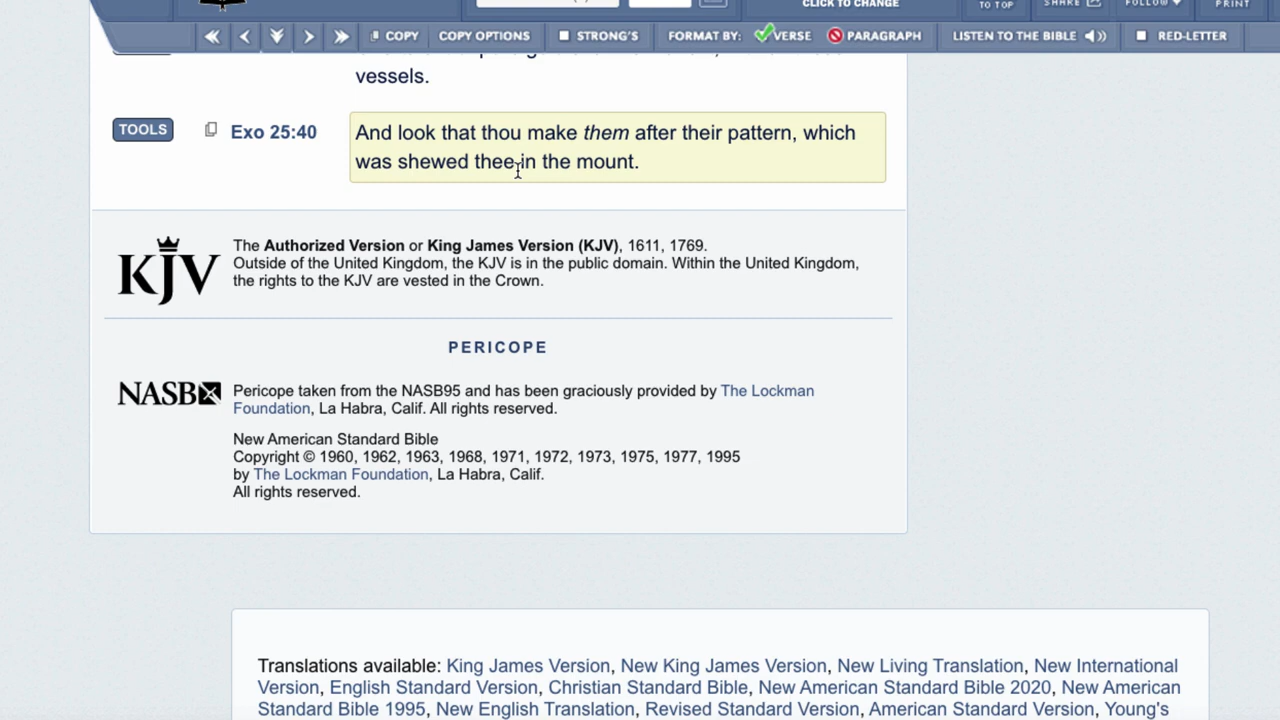 CLICK TO CHANGE
TO TOP
SHARE
FOLLOW
PRINT
COPY COPY OPTIONS STRONG'S FORMAT BY: VERSE PARAGRAPH LISTEN TO THE BIBLE RED-LETTER
vessels.
TOOLS Exo 25:40 And look that thou make them after their pattern, which
was shewed thee in the mount.
KJV
The Authorized Version or King James Version (KJV), 1611, 1769.
Outside of the United Kingdom, the KJV is in the public domain. Within the United Kingdom,
the rights to the KJV are vested in the Crown.
PERICOPE
NASB
Pericope taken from the NASB95 and has been graciously provided by The Lockman
Foundation, La Habra, Calif. All rights reserved.
New American Standard Bible
Copyright © 1960, 1962, 1963, 1968, 1971, 1972, 1973, 1975, 1977, 1995
by The Lockman Foundation, La Habra, Calif.
All rights reserved.
Translations available: King James Version, New King James Version, New Living Translation, New International
Version, English Standard Version, Christian Standard Bible, New American Standard Bible 2020, New American
Standard Bible 1995, New English Translation, Revised Standard Version, American Standard Version, Young's